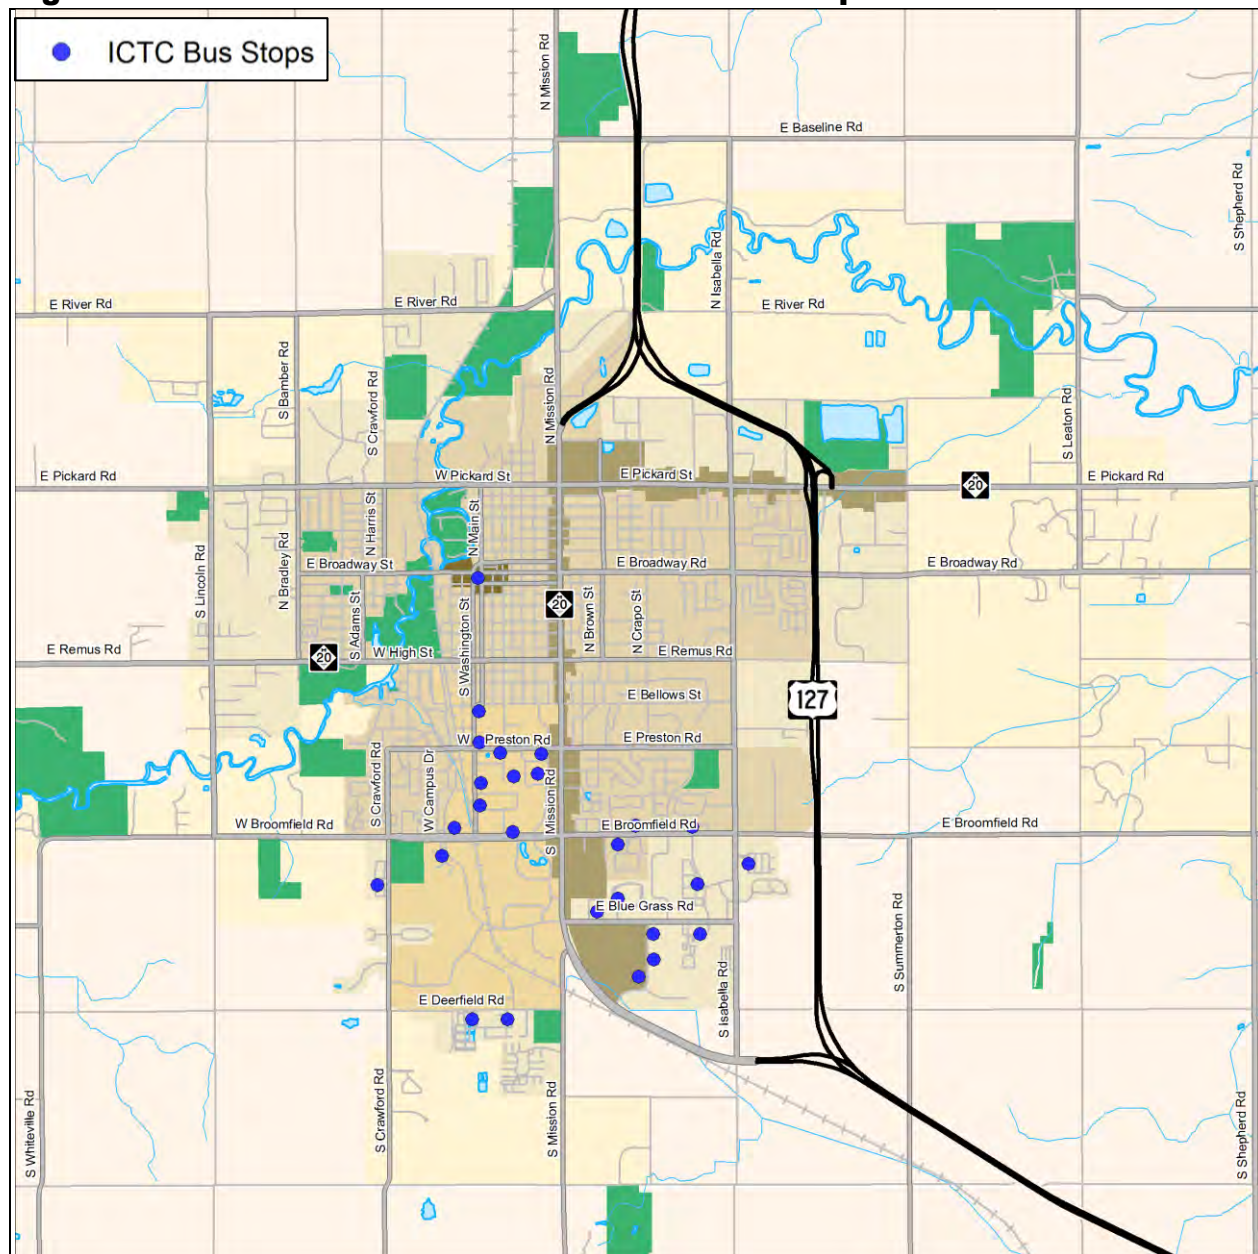 ICTC Bus Stops
N Mission Rd
E Baseline Rd
S Shepherd Rd
N Isabella Rd
E River Rd
E River Rd
E River Rd
S Bamber Rd
S Crawford Rd
N Mission Rd
S Leaton Rd
E Pickard Rd
W Pickard St
E Pickard St
20
E Pickard Rd
N Harris St
N Main St
S Lincoln Rd
N Bradley Rd
E Broadway St
E Broadway Rd
E Broadway Rd
S Adams St
S Washington St
20
N Brown St
N Crapo St
E Remus Rd
20
W High St
E Remus Rd
E Bellows St
127
W Preston Rd
E Preston Rd
S Crawford Rd
W Campus Dr
S Mission Rd
W Broomfield Rd
E Broomfield Rd
E Broomfield Rd
E Blue Grass Rd
S Summerton Rd
S Isabella Rd
E Deerfield Rd
S Whiteville Rd
S Crawford Rd
S Mission Rd
S Shepherd Rd